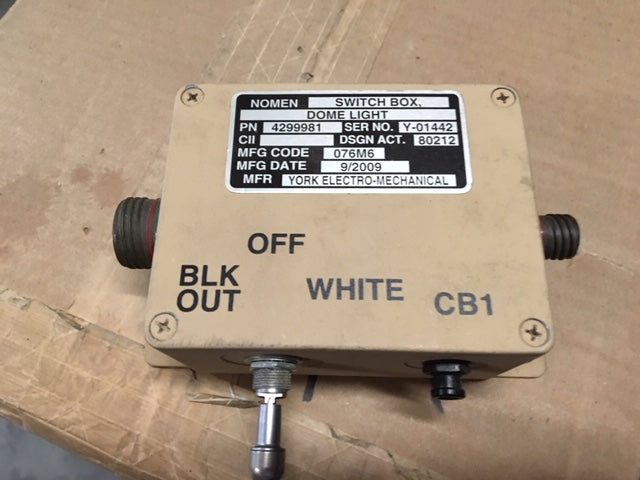 NOMEN SWITCH BOX,
DOME LIGHT
PN 4299981 SER NO. Y-01442
CII DSGN ACT. 80212
MFG CODE 076M6
MFG DATE 9/2009
MFR YORK ELECTRO-MECHANICAL
OFF
BLK
OUT
WHITE
CB1